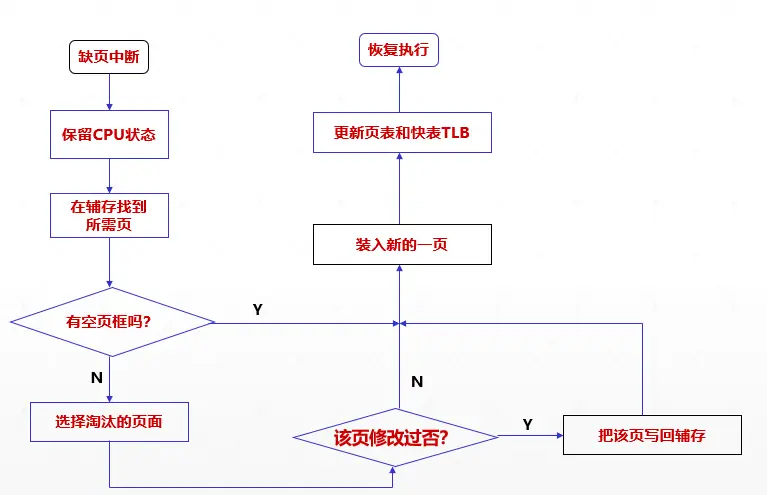 缺页中断
保留CPU状态
在辅存找到
所需页
有空页框吗?
Y
N
选择淘汰的页面
恢复执行
更新页表和快表TLB
装入新的一页
N
该页修改过否?
Y
把该页写回辅存